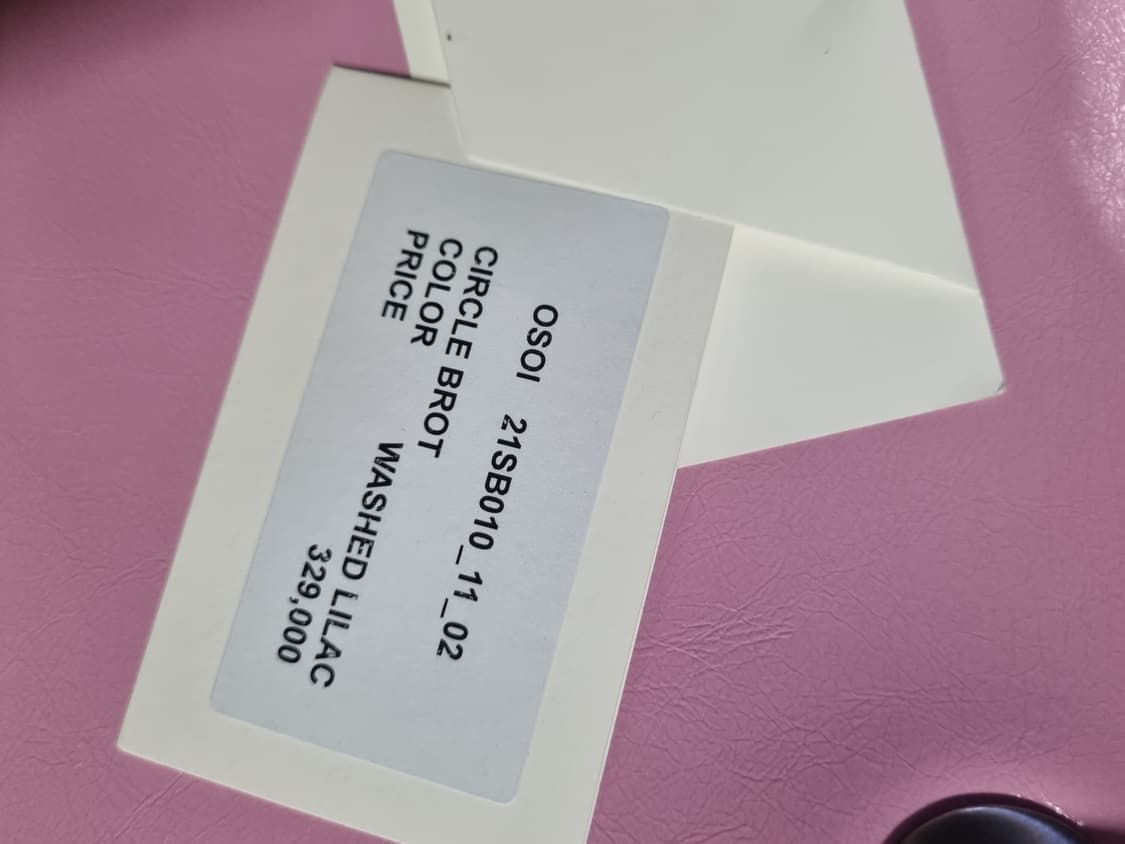 OSOI 21SB010_11_02
CIRCLE BROT
COLOR WASHED LILAC
PRICE 329,000